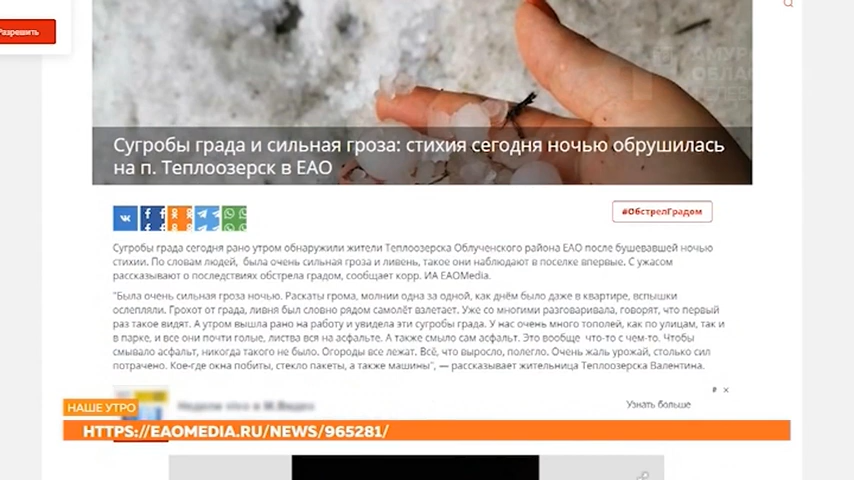 Разрешить
Сугробы града и сильная гроза: стихия сегодня ночью обрушилась
на п. Теплоозерск в ЕАО
#ОбстрелГрадом
Сугробы града сегодня рано утром обнаружили жители Теплоозерска Облученского района ЕАО после бушевавшей ночью
стихии. По словам людей, была очень сильная гроза и ливень, такое они наблюдают в поселке впервые. С ужасом
рассказывают о последствиях обстрела градом, сообщает корр. ИА EAOMedia.
"Была очень сильная гроза ночью. Раскаты грома, молнии одна за одной, как днём было даже в квартире, вспышки
ослепляли. Грохот от града, ливня был словно рядом самолёт взлетает. Уже со многими разговаривала, говорят, что первый
раз такое видят. А утром вышла рано на работу и увидела эти сугробы града. У нас очень много тополей, как по улицам, так и
в парке, и все они почти голые, листва вся на асфальте. А также смыло сам асфальт. Это вообще что-то с чем-то. Чтобы
смывало асфальт, никогда такого не было. Огороды все лежат. Всё, что выросло, полегло. Очень жаль урожай, столько сил
потрачено. Кое-где окна побиты, стекло пакеты, а также машины", — рассказывает жительница Теплоозерска Валентина.
Узнать больше
НАШЕ УТРО
HTTPS://EAOMEDIA.RU/NEWS/965281/